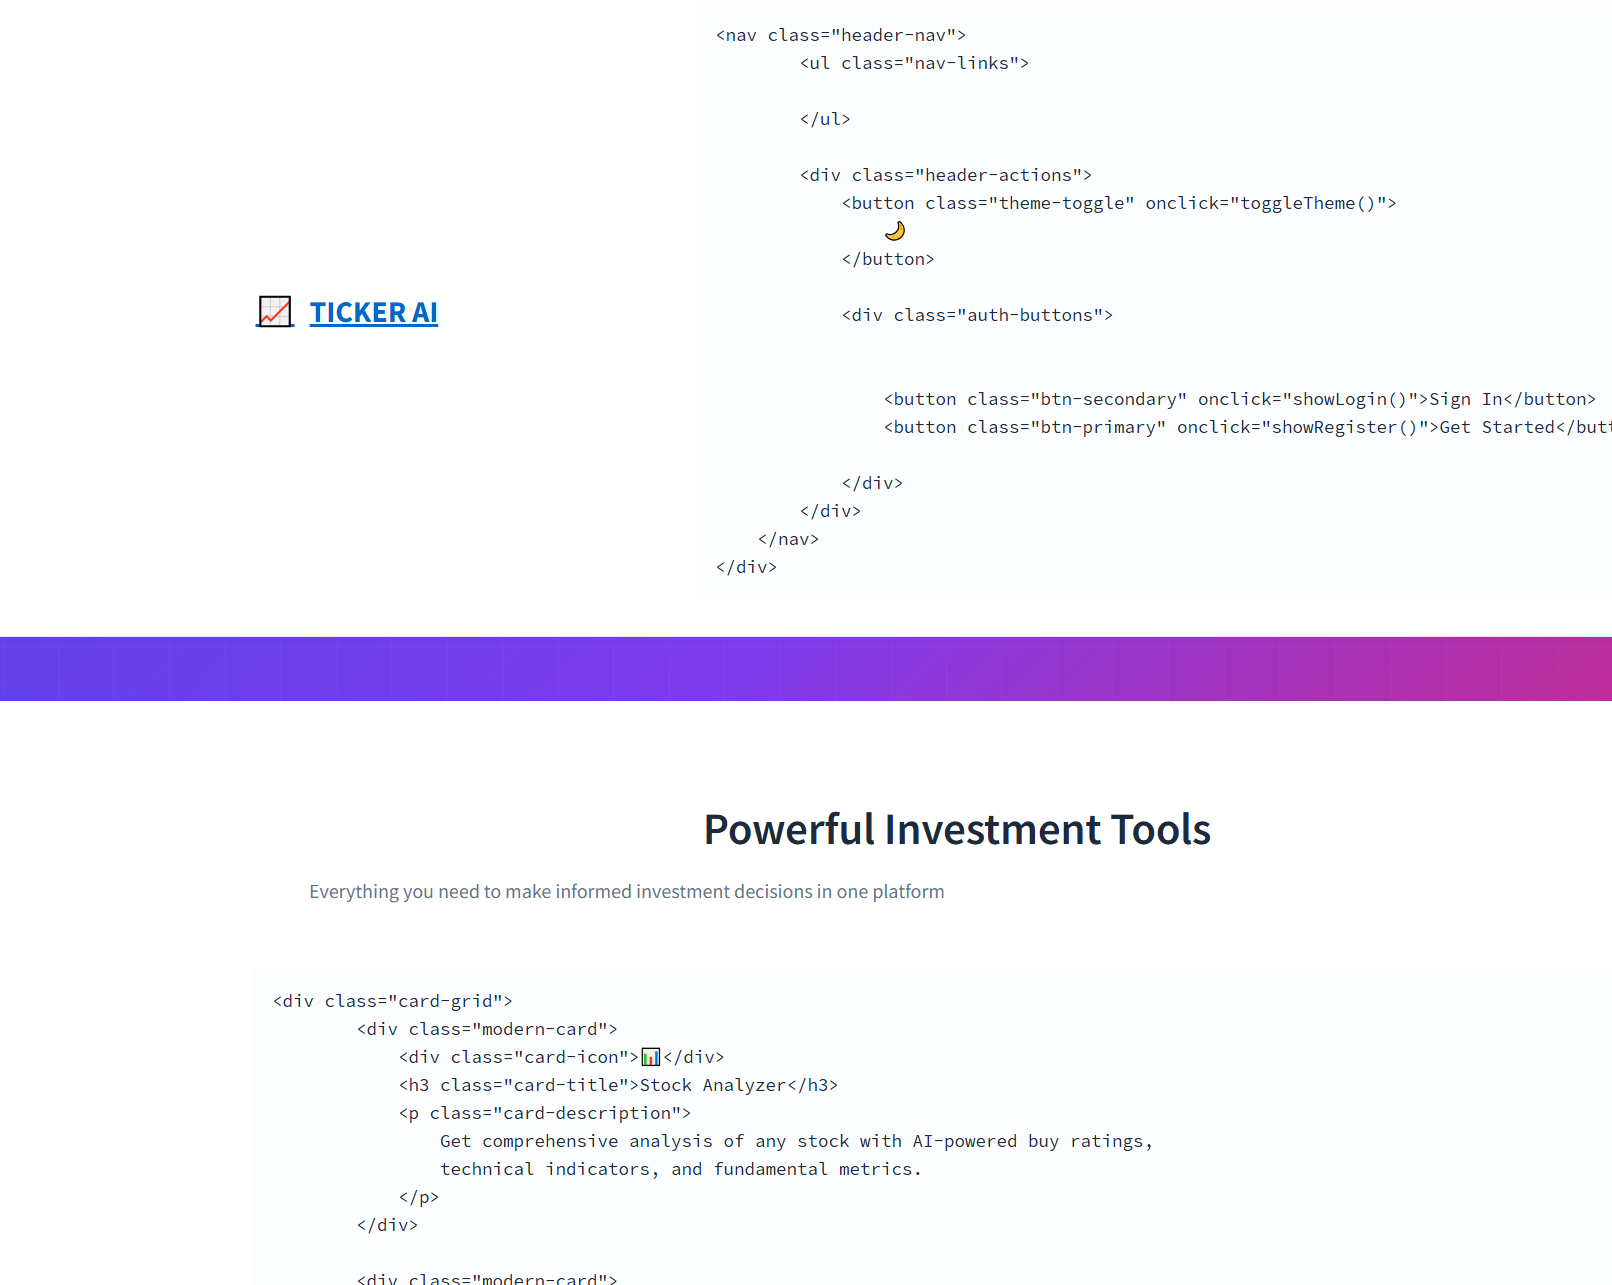 <nav class="header-nav">
<ul class="nav-links">
</ul>
<div class="header-actions">
<button class="theme-toggle" onclick="toggleTheme()">
🌙
</button>
<div class="auth-buttons">
<button class="btn-secondary" onclick="showLogin()">Sign In</button>
<button class="btn-primary" onclick="showRegister()">Get Started</butt
</div>
</div>
</nav>
</div>
📈 TICKER AI
Powerful Investment Tools
Everything you need to make informed investment decisions in one platform
<div class="card-grid">
<div class="modern-card">
<div class="card-icon">📊</div>
<h3 class="card-title">Stock Analyzer</h3>
<p class="card-description">
Get comprehensive analysis of any stock with AI-powered buy ratings,
technical indicators, and fundamental metrics.
</p>
</div>
<div class="modern-card">